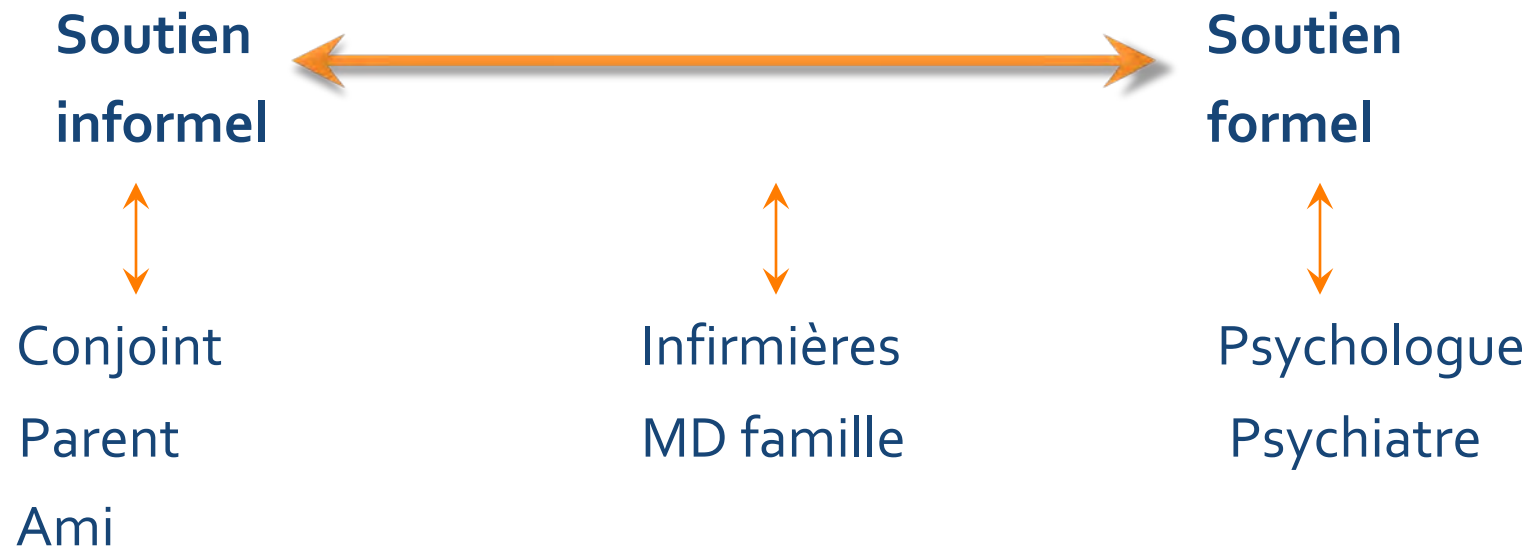 Soutien
informel
Soutien
formel
Conjoint
Parent
Ami
Infirmières
MD famille
Psychologue
Psychiatre